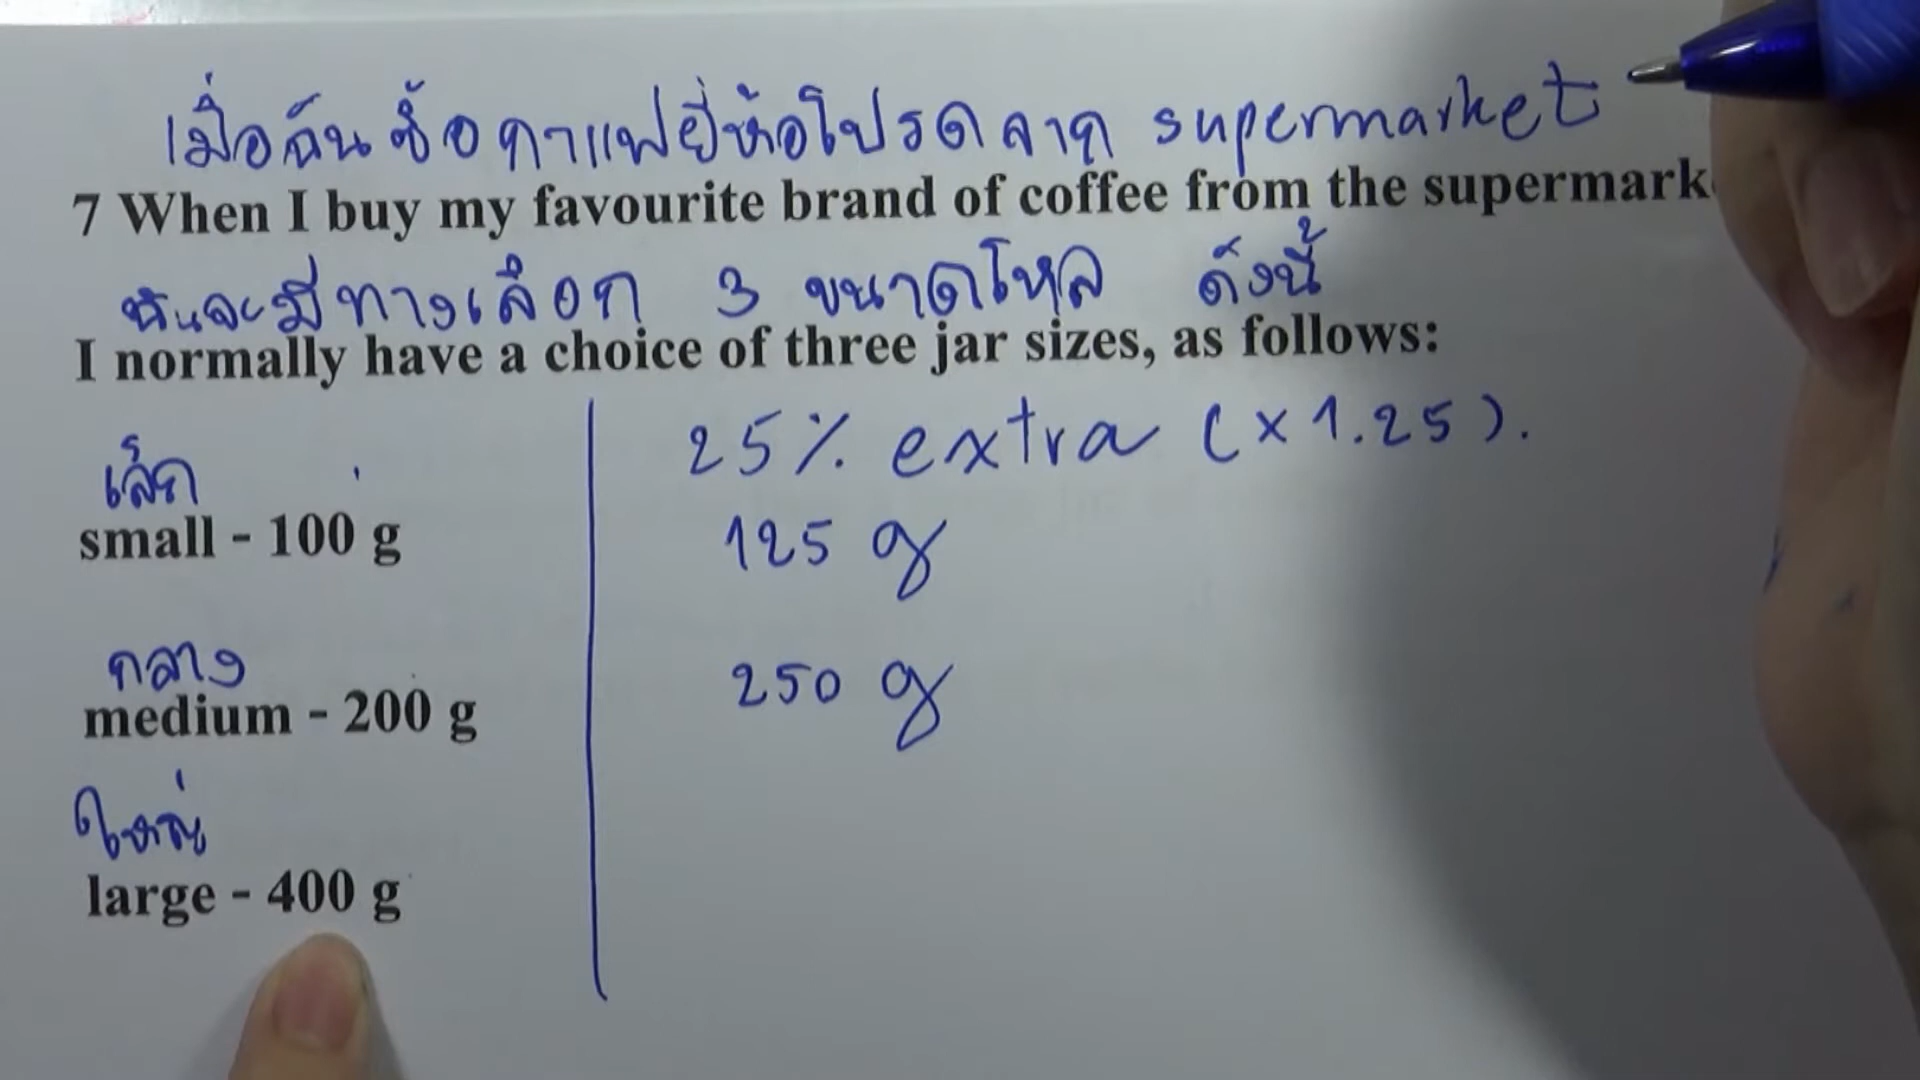 เมื่อฉันซื้อกาแฟยี่ห้อโปรดจาก supermarket
7 When I buy my favourite brand of coffee from the supermark
ฉันจะมีทางเลือก 3 ขนาดโหล ดังนี้
I normally have a choice of three jar sizes, as follows:
25% extra (×1.25).
เล็ก
small - 100 g
125 g
กลาง
medium - 200 g
250 g
ใหญ่
large - 400 g